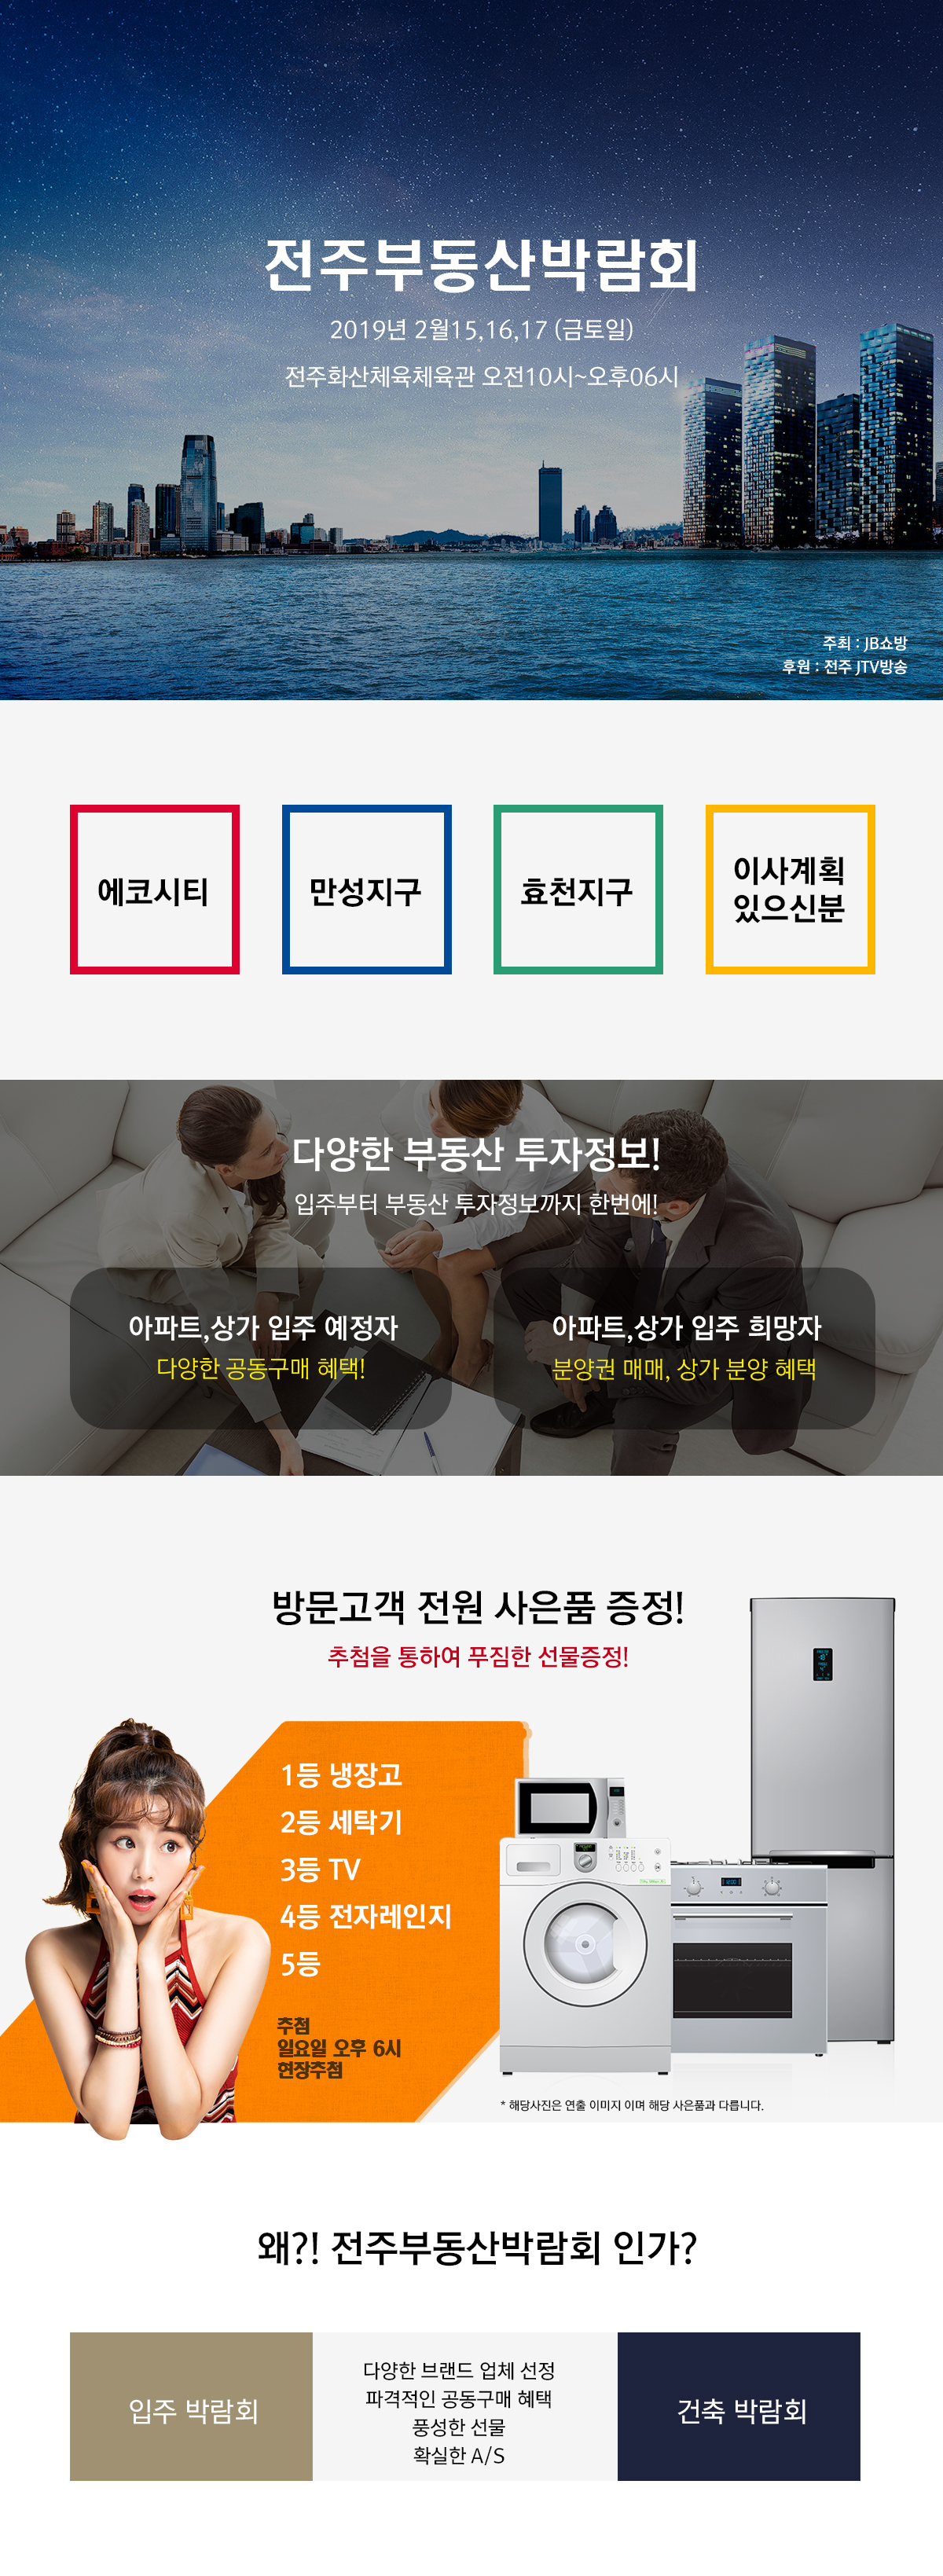 전주부동산박람회
2019년 2월15,16,17 (금토일)
전주화산체육체육관 오전10시~오후06시
주최 : JB쇼방
후원 : 전주 JTV방송
에코시티
만성지구
효천지구
이사계획
있으신분
다양한 부동산 투자정보!
입주부터 부동산 투자정보까지 한번에!
아파트,상가 입주 예정자
다양한 공동구매 혜택!
아파트,상가 입주 희망자
분양권 매매, 상가 분양 혜택
방문고객 전원 사은품 증정!
추첨을 통하여 푸짐한 선물증정!
1등 냉장고
2등 세탁기
3등 TV
4등 전자레인지
5등
추첨
일요일 오후 6시
현장추첨
* 해당사진은 연출 이미지 이며 해당 사은품과 다릅니다.
왜?! 전주부동산박람회 인가?
입주 박람회
다양한 브랜드 업체 선정
파격적인 공동구매 혜택
풍성한 선물
확실한 A/S
건축 박람회